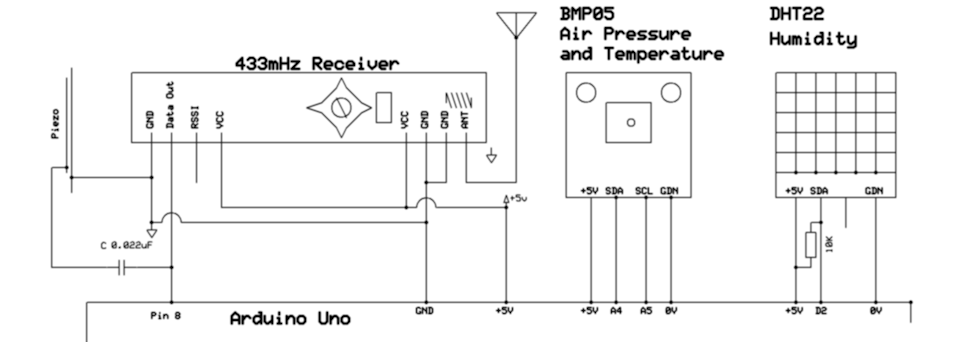 BMP05
Air Pressure
and Temperature
DHT22
Humidity
433mHz Receiver
Piezo
GND
Data Out
RSSI
VCC
VCC
GND
GND
ANT
+5V SDA SCL GDN
+5V SDA GDN
+5v
C 0.022uF
10K
Pin 8
Arduino Uno
GND
+5V
+5V A4 A5 0V
+5V D2 0V